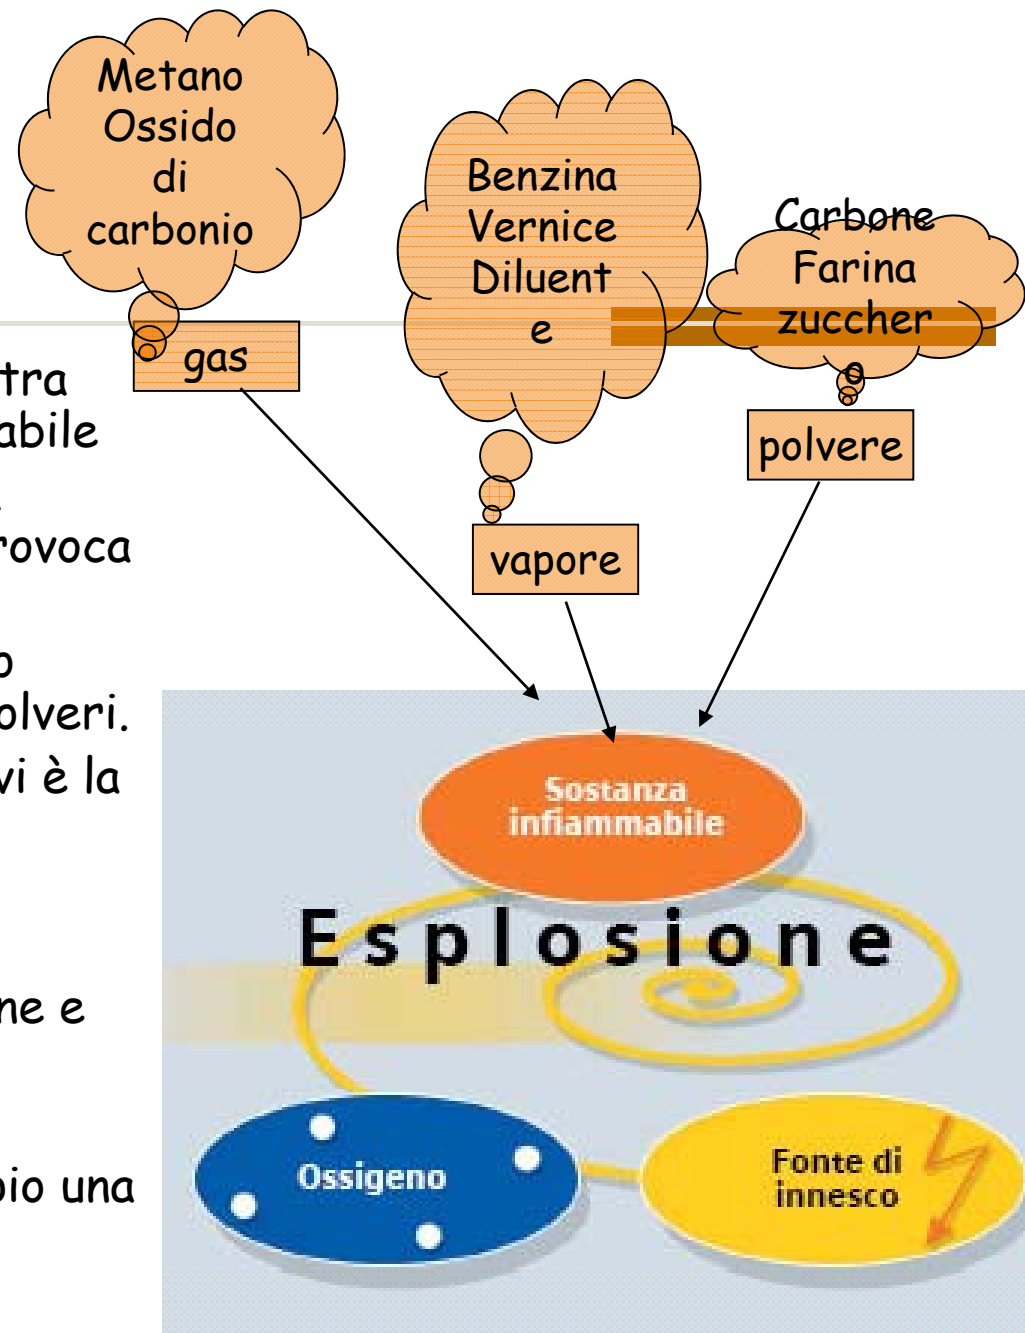 Metano
Ossido
di
carbonio
Benzina
Vernice
Diluent
e
Carbone
Farina
zuccher
o
gas
vapore
polvere
tra
abile
rovoca
o
olveri.
vi è la
ne e
pio una
Sostanza
infiammabile
Esplosione
Ossigeno
Fonte di
innesco